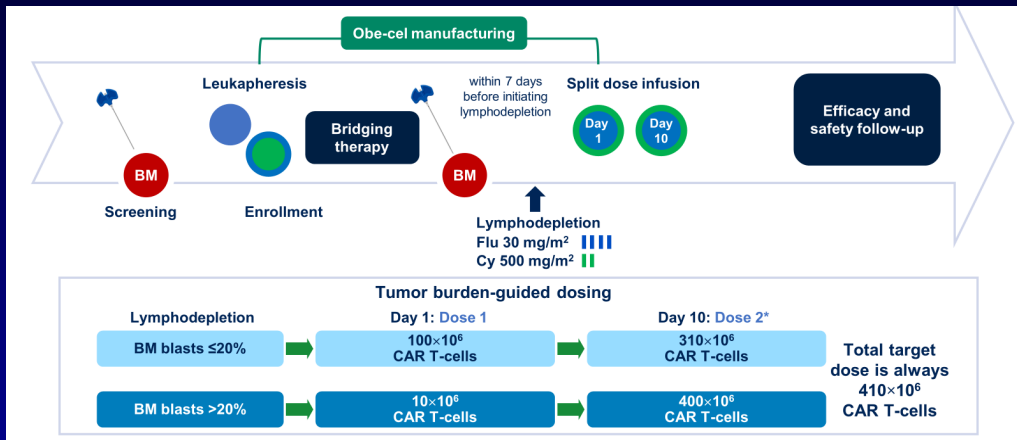 Obe-cel manufacturing
Leukapheresis
within 7 days
before initiating
lymphodepletion
Split dose infusion
Bridging
therapy
Day
1
Day
10
Efficacy and
safety follow-up
BM
BM
Screening
Enrollment
Lymphodepletion
Flu 30 mg/m²
Cy 500 mg/m²
Tumor burden-guided dosing
Lymphodepletion
Day 1: Dose 1
Day 10: Dose 2*
BM blasts ≤20%
100×10⁶
CAR T-cells
310×10⁶
CAR T-cells
BM blasts >20%
10×10⁶
CAR T-cells
400×10⁶
CAR T-cells
Total target
dose is always
410×10⁶
CAR T-cells